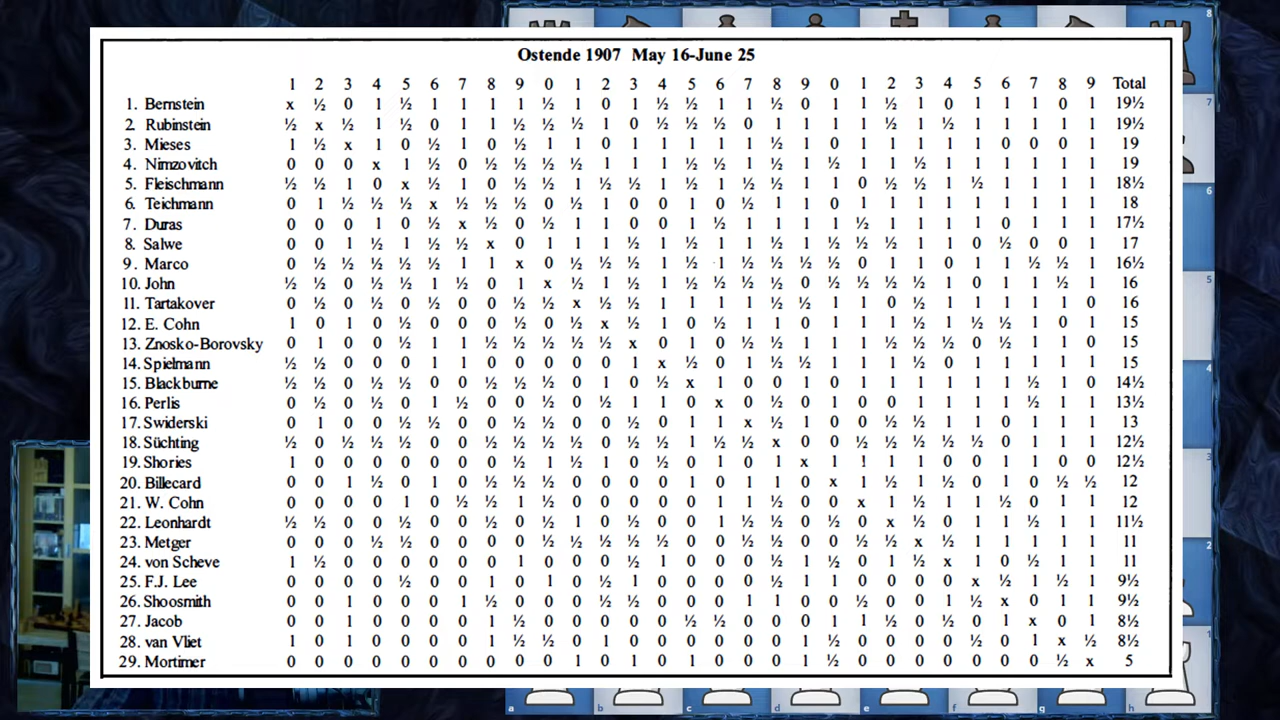 8
Ostende 1907 May 16-June 25
1 2 3 4 5 6 7 8 9 0 1 2 3 4 5 6 7 8 9 0 1 2 3 4 5 6 7 8 9 Total
1. Bernstein x ½ 0 1 ½ 1 1 1 1 ½ 1 0 1 ½ ½ 1 1 ½ 0 1 1 ½ 1 0 1 1 1 0 1 19½
2. Rubinstein ½ x ½ 1 ½ 0 1 1 ½ ½ ½ 1 0 ½ ½ ½ 0 1 1 1 1 ½ 1 ½ 1 1 1 1 1 19½
3. Mieses 1 ½ x 1 0 ½ 1 0 ½ 1 1 0 1 1 1 1 1 ½ 1 0 1 1 1 1 1 0 0 0 1 19
4. Nimzovitch 0 0 0 x 1 ½ 0 ½ ½ ½ ½ 1 1 1 ½ ½ 1 ½ 1 ½ 1 1 ½ 1 1 1 1 1 1 19
5. Fleischmann ½ ½ 1 0 x ½ 1 0 ½ ½ 1 ½ ½ 1 ½ 1 ½ ½ 1 1 0 ½ ½ 1 ½ 1 1 1 1 18½
6. Teichmann 0 1 ½ ½ ½ x ½ ½ ½ 0 ½ 1 0 0 1 0 ½ 1 1 0 1 1 1 1 1 1 1 1 1 18
7. Duras 0 0 0 1 0 ½ x ½ 0 ½ 1 1 0 0 1 ½ 1 1 1 1 ½ 1 1 1 1 0 1 1 1 17½
8. Salwe 0 0 1 ½ 1 ½ ½ x 0 1 1 1 ½ 1 ½ 1 1 ½ 1 ½ ½ ½ 1 1 0 ½ 0 0 1 17
9. Marco 0 ½ ½ ½ ½ ½ 1 1 x 0 ½ ½ ½ 1 ½ 1 ½ ½ ½ ½ 0 1 1 0 1 1 ½ ½ 1 16½
10. John ½ ½ 0 ½ ½ 1 ½ 0 1 x ½ 1 ½ 1 ½ ½ ½ ½ 0 ½ ½ ½ ½ 1 0 1 1 ½ 1 16
11. Tartakover 0 ½ 0 ½ 0 ½ 0 0 ½ ½ x ½ ½ 1 1 1 1 ½ ½ 1 1 0 ½ 1 1 1 1 1 0 16
12. E. Cohn 1 0 1 0 ½ 0 0 0 ½ 0 ½ x ½ 1 0 ½ 1 1 0 1 1 1 ½ 1 ½ ½ 1 0 1 15
13. Znosko-Borovsky 0 1 0 0 ½ 1 1 ½ ½ ½ ½ ½ x 0 1 0 ½ ½ 1 1 1 ½ ½ ½ 0 ½ 1 1 0 15
14. Spielmann ½ ½ 0 0 0 1 1 0 0 0 0 0 1 x ½ 0 1 ½ ½ 1 1 1 ½ 0 1 1 1 1 1 15
15. Blackburne ½ ½ 0 ½ ½ 0 0 ½ ½ ½ 0 1 0 ½ x 1 0 0 1 0 1 1 1 1 1 1 ½ 1 0 14½
16. Perlis 0 ½ 0 ½ 0 1 ½ 0 0 ½ 0 ½ 1 1 0 x 0 ½ 0 1 0 0 1 1 1 1 ½ 1 1 13½
17. Swiderski 0 1 0 0 ½ ½ 0 0 ½ ½ 0 0 ½ 0 1 1 x ½ 1 0 0 ½ ½ 1 1 0 1 1 1 13
18. Süchting ½ 0 ½ ½ ½ 0 0 ½ ½ ½ ½ 0 ½ ½ 1 ½ ½ x 0 0 ½ ½ ½ ½ ½ 0 1 1 1 12½
19. Shories 1 0 0 0 0 0 0 0 ½ 1 ½ 1 0 ½ 0 1 0 1 x 1 1 1 1 0 0 1 1 0 0 12½
20. Billecard 0 0 1 ½ 0 1 0 ½ ½ ½ 0 0 0 0 1 0 1 1 0 x 1 ½ 1 ½ 0 1 0 ½ ½ 12
21. W. Cohn 0 0 0 0 1 0 ½ ½ 1 ½ 0 0 0 0 0 1 1 ½ 0 0 x 1 ½ 1 1 ½ 0 1 1 12
22. Leonhardt ½ ½ 0 0 ½ 0 0 ½ 0 ½ 1 0 ½ 0 0 1 ½ ½ 0 ½ 0 x ½ 0 1 1 ½ 1 1 11½
23. Metger 0 0 0 ½ ½ 0 0 0 0 ½ ½ ½ ½ ½ 0 0 ½ ½ 0 0 ½ ½ x ½ 1 1 1 1 1 11
24. von Scheve 1 ½ 0 0 0 0 0 0 1 0 0 0 ½ 1 0 0 0 ½ 1 ½ 0 1 ½ x 1 0 ½ 1 1 11
25. F.J. Lee 0 0 0 0 ½ 0 0 1 0 1 0 ½ 1 0 0 0 0 ½ 1 1 0 0 0 0 x ½ 1 ½ 1 9½
26. Shoosmith 0 0 1 0 0 0 1 ½ 0 0 0 ½ ½ 0 0 0 1 1 0 0 ½ 0 0 1 ½ x 0 1 1 9½
27. Jacob 0 0 1 0 0 0 0 1 ½ 0 0 0 0 0 ½ ½ 0 0 0 1 1 ½ 0 ½ 0 1 x 0 1 8½
28. van Vliet 1 0 1 0 0 0 0 1 ½ ½ 0 1 0 0 0 0 0 0 1 ½ 0 0 0 0 ½ 0 1 x ½ 8½
29. Mortimer 0 0 0 0 0 0 0 0 0 0 1 0 1 0 1 0 0 0 1 ½ 0 0 0 0 0 0 0 ½ x 5
7
6
4
3
2
1
a b c d e f g h